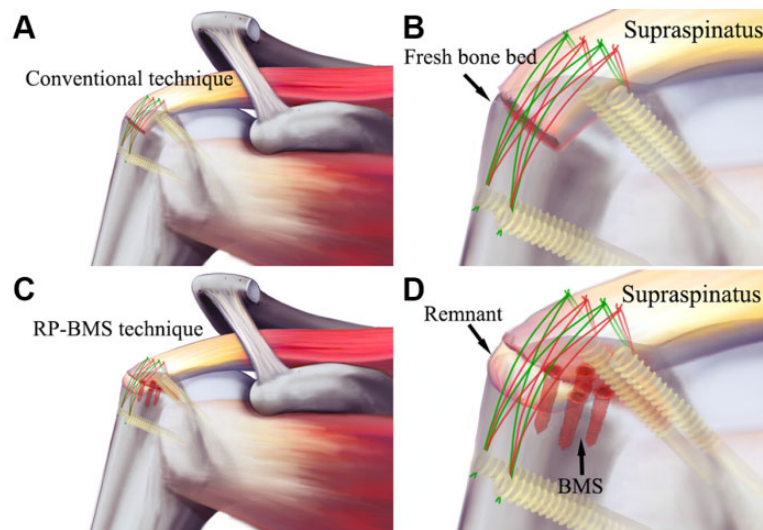 A
Conventional technique
B
Supraspinatus
Fresh bone bed
C
RP-BMS technique
D
Supraspinatus
Remnant
BMS